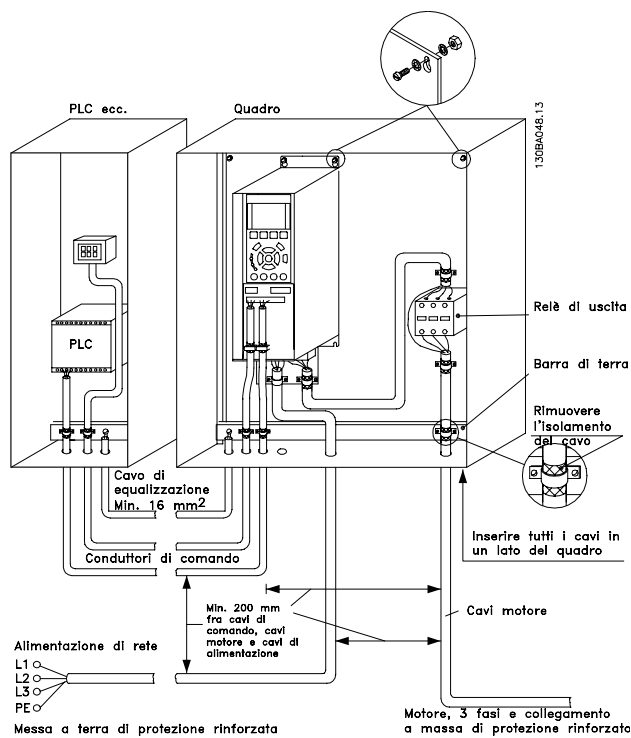 PLC ecc.
Quadro
130BA048.13
PLC
Relè di uscita
Barra di terra
Rimuovere
l'isolamento
del cavo
Cavo di
equalizzazione
Min. 16 mm2
Conduttori di comando
Inserire tutti i cavi in
un lato del quadro
Min. 200 mm
fra cavi di
comando, cavi
motore e cavi di
alimentazione
Cavi motore
Alimentazione di rete
L1
L2
L3
PE
Messa a terra di protezione rinforzata
Motore, 3 fasi e collegamento
a massa di protezione rinforzato